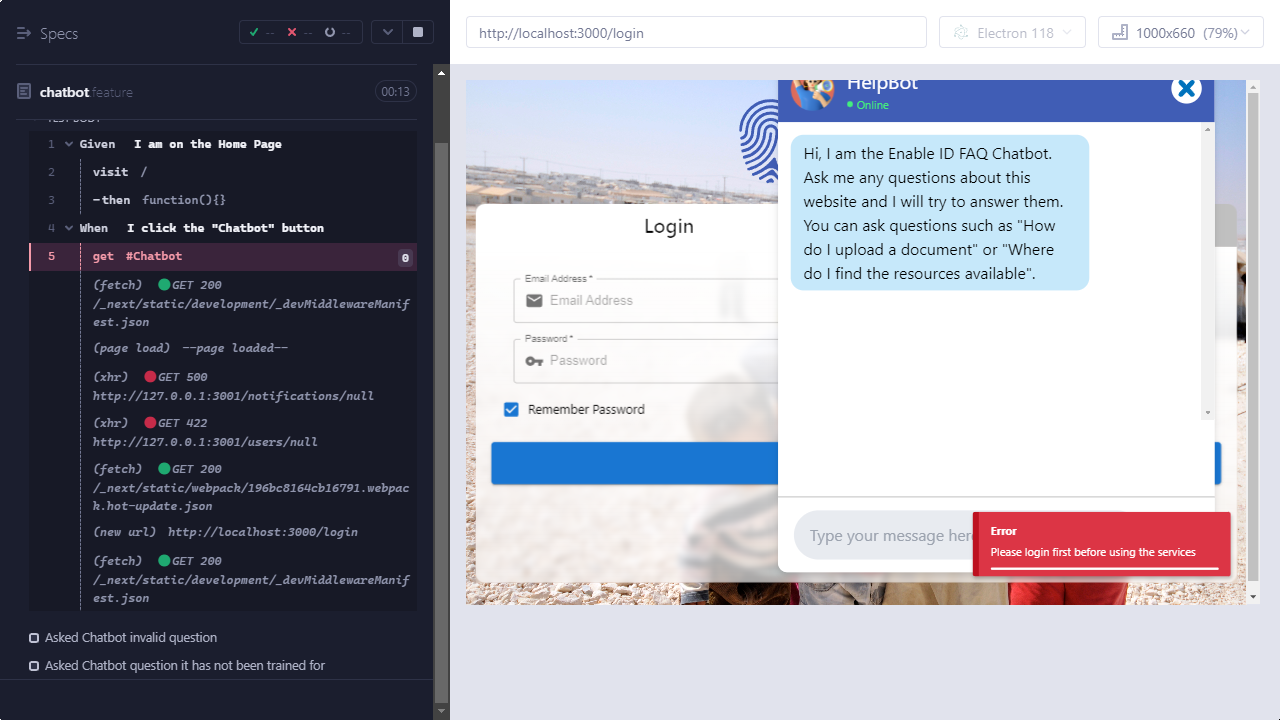 Specs
-- -- --
chatbot.feature
00:13
TEST BODY
1 Given I am on the Home Page
2 visit /
3 -then function(){}
4 When I click the "Chatbot" button
5 get #Chatbot 0
(fetch) GET 200
/_next/static/development/_devMiddlewareManif
est.json
(page load) --page loaded--
(xhr) GET 500
http://127.0.0.1:3001/notifications/null
(xhr) GET 422
http://127.0.0.1:3001/users/null
(fetch) GET 200
/_next/static/webpack/196bc8164cb16791.webpac
k.hot-update.json
(new url) http://localhost:3000/login
(fetch) GET 200
/_next/static/development/_devMiddlewareManif
est.json
Asked Chatbot invalid question
Asked Chatbot question it has not been trained for
http://localhost:3000/login
Electron 118
1000x660 (79%)
Login
Email Address *
Email Address
Password *
Password
Remember Password
HelpBot
Online
Hi, I am the Enable ID FAQ Chatbot.
Ask me any questions about this
website and I will try to answer them.
You can ask questions such as "How
do I upload a document" or "Where
do I find the resources available".
Type your message here
Error
Please login first before using the services